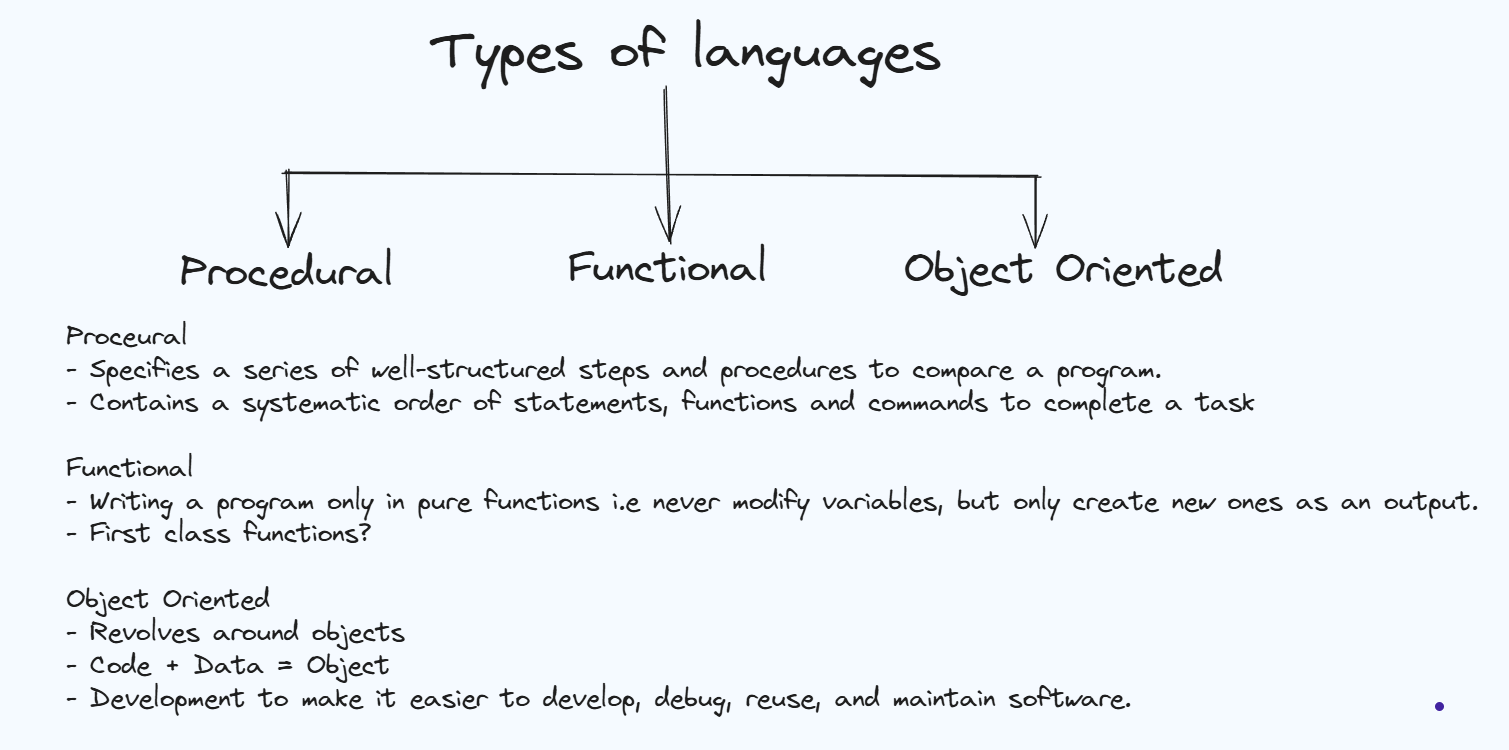 Types of languages
Procedural Functional Object Oriented
Proceural
- Specifies a series of well-structured steps and procedures to compare a program.
- Contains a systematic order of statements, functions and commands to complete a task
Functional
- Writing a program only in pure functions i.e never modify variables, but only create new ones as an output.
- First class functions?
Object Oriented
- Revolves around objects
- Code + Data = Object
- Development to make it easier to develop, debug, reuse, and maintain software.